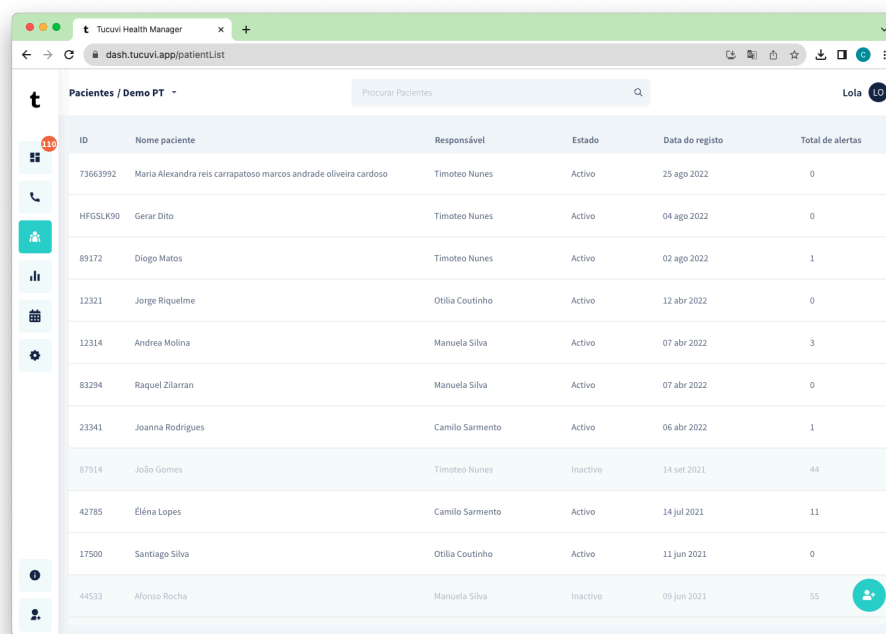 t Tucuvi Health Manager
dash.tucuvi.app/patientList
t
Pacientes / Demo PT
Procurar Pacientes
Lola LO
110
ID Nome paciente Responsável Estado Data do registo Total de alertas
73663992 Maria Alexandra reis carrapatoso marcos andrade oliveira cardoso Timoteo Nunes Activo 25 ago 2022 0
HFGSLK90 Gerar Dito Timoteo Nunes Activo 04 ago 2022 0
89172 Diogo Matos Timoteo Nunes Activo 02 ago 2022 1
12321 Jorge Riquelme Otilia Coutinho Activo 12 abr 2022 0
12314 Andrea Molina Manuela Silva Activo 07 abr 2022 3
83294 Raquel Zilarran Manuela Silva Activo 07 abr 2022 0
23341 Joanna Rodrigues Camilo Sarmento Activo 06 abr 2022 1
87914 João Gomes Timoteo Nunes Inactivo 14 set 2021 44
42785 Éléna Lopes Camilo Sarmento Activo 14 jul 2021 11
17500 Santiago Silva Otilia Coutinho Activo 11 jun 2021 0
44533 Afonso Rocha Manuela Silva Inactivo 09 jun 2021 55